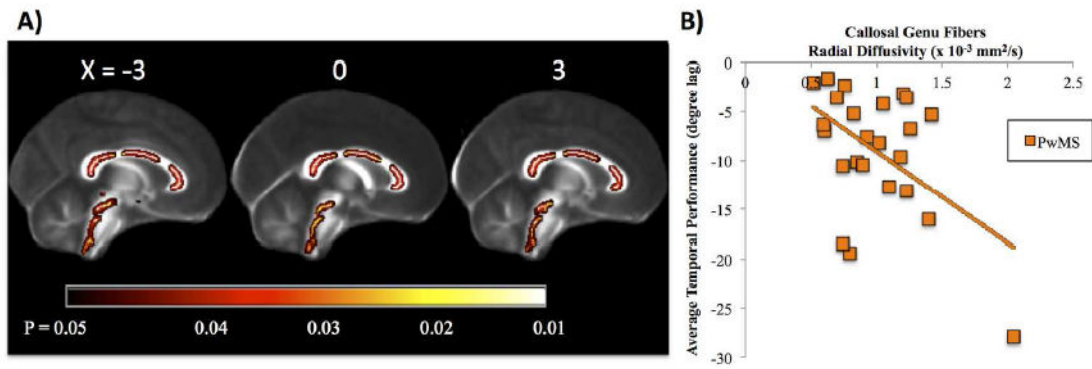 A)
X = -3 0 3
P = 0.05 0.04 0.03 0.02 0.01
B)
Callosal Genu Fibers
Radial Diffusivity (x 10-3 mm2/s)
0 0.5 1 1.5 2 2.5
Average Temporal Performance (degree lag)
0
-5
-10
-15
-20
-25
-30
PwMS